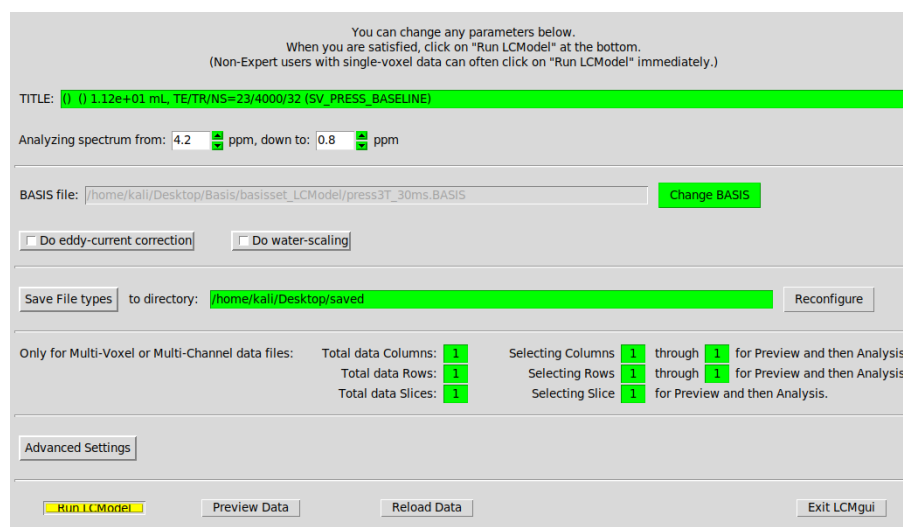 You can change any parameters below.
When you are satisfied, click on "Run LCModel" at the bottom.
(Non-Expert users with single-voxel data can often click on "Run LCModel" immediately.)
TITLE: () () 1.12e+01 mL, TE/TR/NS=23/4000/32 (SV_PRESS_BASELINE)
Analyzing spectrum from: 4.2 ppm, down to: 0.8 ppm
BASIS file: /home/kali/Desktop/Basis/basisset_LCModel/press3T_30ms.BASIS Change BASIS
Do eddy-current correction Do water-scaling
Save File types to directory: /home/kali/Desktop/saved Reconfigure
Only for Multi-Voxel or Multi-Channel data files: Total data Columns: 1 Selecting Columns 1 through 1 for Preview and then Analysis
Total data Rows: 1 Selecting Rows 1 through 1 for Preview and then Analysis
Total data Slices: 1 Selecting Slice 1 for Preview and then Analysis.
Advanced Settings
Run LCModel Preview Data Reload Data Exit LCMgui